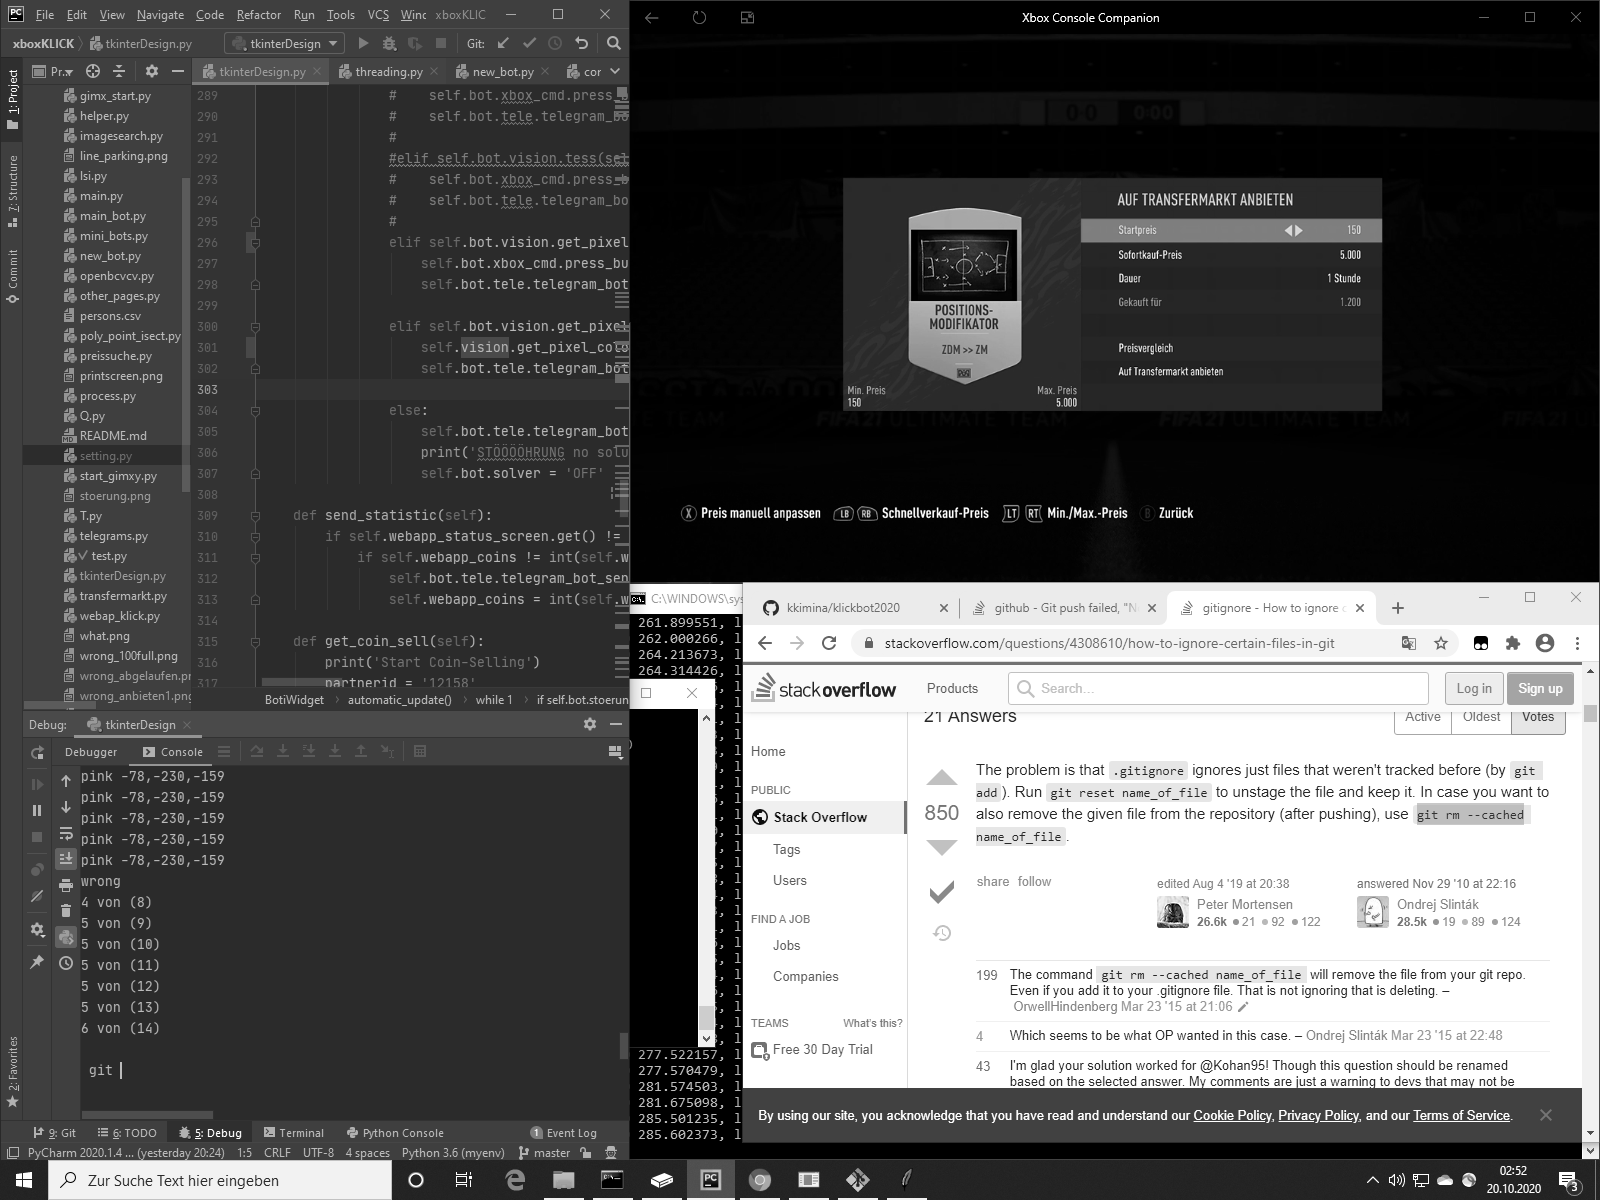 File Edit View Navigate Code Refactor Run Tools VCS Winc xboxKLIC
xboxKLICK tkinterDesign.py tkinterDesign Git:
1: Project
7: Structure
Commit
2: Favorites
Pr..
tkinterDesign.py threading.py new_bot.py cor
gimx_start.py
helper.py
imagesearch.py
line_parking.png
lsi.py
main.py
main_bot.py
mini_bots.py
new_bot.py
openbcvcv.py
other_pages.py
persons.csv
poly_point_isect.py
preissuche.py
printscreen.png
process.py
Q.py
README.md
setting.py
start_gimxy.py
stoerung.png
T.py
telegrams.py
test.py
tkinterDesign.py
transfermarkt.py
webap_klick.py
what.png
wrong_100full.png
wrong_abgelaufen.png
wrong_anbieten1.png
289 # self.bot.xbox_cmd.press_b
290 # self.bot.tele.telegram_bo
291 #
292 #elif self.bot.vision.tess(sel
293 # self.bot.xbox_cmd.press_b
294 # self.bot.tele.telegram_bo
295 #
296 elif self.bot.vision.get_pixel
297 self.bot.xbox_cmd.press_bu
298 self.bot.tele.telegram_bot
299
300 elif self.bot.vision.get_pixel
301 self.vision.get_pixel_colo
302 self.bot.tele.telegram_bot
303
304 else:
305 self.bot.tele.telegram_bot
306 print('STÖÖÖÖHRUNG no solu
307 self.bot.solver = 'OFF'
308
309 def send_statistic(self):
310 if self.webapp_status_screen.get() !=
311 if self.webapp_coins != int(self.w
312 self.bot.tele.telegram_bot_sen
313 self.webapp_coins = int(self.w
314
315 def get_coin_sell(self):
316 print('Start Coin-Selling')
317 partnerid = '12158'
BotiWidget automatic_update() while 1 if self.bot.stoerun
Debug: tkinterDesign
Debugger Console
pink -78,-230,-159
pink -78,-230,-159
pink -78,-230,-159
pink -78,-230,-159
pink -78,-230,-159
wrong
4 von (8)
5 von (9)
5 von (10)
5 von (11)
5 von (12)
5 von (13)
6 von (14)
git
9: Git 6: TODO 5: Debug Terminal Python Console 1 Event Log
PyCharm 2020.1.4 ... (yesterday 20:24) 1:5 CRLF UTF-8 4 spaces Python 3.6 (myenv) master
Xbox Console Companion
0-0 0:00
AUF TRANSFERMARKT ANBIETEN
Startpreis 150
Sofortkauf-Preis 5.000
Dauer 1 Stunde
Gekauft für 1.200
Preisvergleich
Auf Transfermarkt anbieten
POSITIONS-
MODIFIKATOR
ZDM >> ZM
Min. Preis Max. Preis
150 5.000
FIFA 21 ULTIMATE TEAM
X Preis manuell anpassen LB RB Schnellverkauf-Preis LT RT Min./Max.-Preis B Zurück
C:\WINDOWS\sys
261.899551, 1
262.000266, 1
264.213673, 1
264.314426, 1
277.522157, 1
277.570479, 1
281.574503, 1
281.675098, 1
285.501235, 1
285.602373, 1
kkimina/klickbot2020 github - Git push failed, "N gitignore - How to ignore c
stackoverflow.com/questions/4308610/how-to-ignore-certain-files-in-git
stackoverflow Products Search... Log in Sign up
21 Answers Active Oldest Votes
Home
PUBLIC
Stack Overflow
Tags
Users
FIND A JOB
Jobs
Companies
TEAMS What's this?
Free 30 Day Trial
850
The problem is that .gitignore ignores just files that weren't tracked before (by git
add). Run git reset name_of_file to unstage the file and keep it. In case you want to
also remove the given file from the repository (after pushing), use git rm --cached
name_of_file.
share follow
edited Aug 4 '19 at 20:38
Peter Mortensen
26.6k 21 92 122
answered Nov 29 '10 at 22:16
Ondrej Slinták
28.5k 19 89 124
199 The command git rm --cached name_of_file will remove the file from your git repo.
Even if you add it to your .gitignore file. That is not ignoring that is deleting. –
OrwellHindenberg Mar 23 '15 at 21:06
4 Which seems to be what OP wanted in this case. – Ondrej Slinták Mar 23 '15 at 22:48
43 I'm glad your solution worked for @Kohan95! Though this question should be renamed
based on the selected answer. My comments are just a warning to devs that may not be
By using our site, you acknowledge that you have read and understand our Cookie Policy, Privacy Policy, and our Terms of Service.
Zur Suche Text hier eingeben
02:52
20.10.2020
3